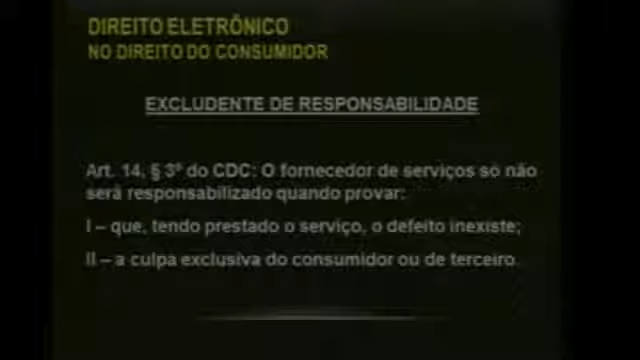 DIREITO ELETRÔNICO
NO DIREITO DO CONSUMIDOR
EXCLUDENTE DE RESPONSABILIDADE
Art. 14, § 3º do CDC: O fornecedor de serviços só não
será responsabilizado quando provar:
I – que, tendo prestado o serviço, o defeito inexiste;
II – a culpa exclusiva do consumidor ou de terceiro.